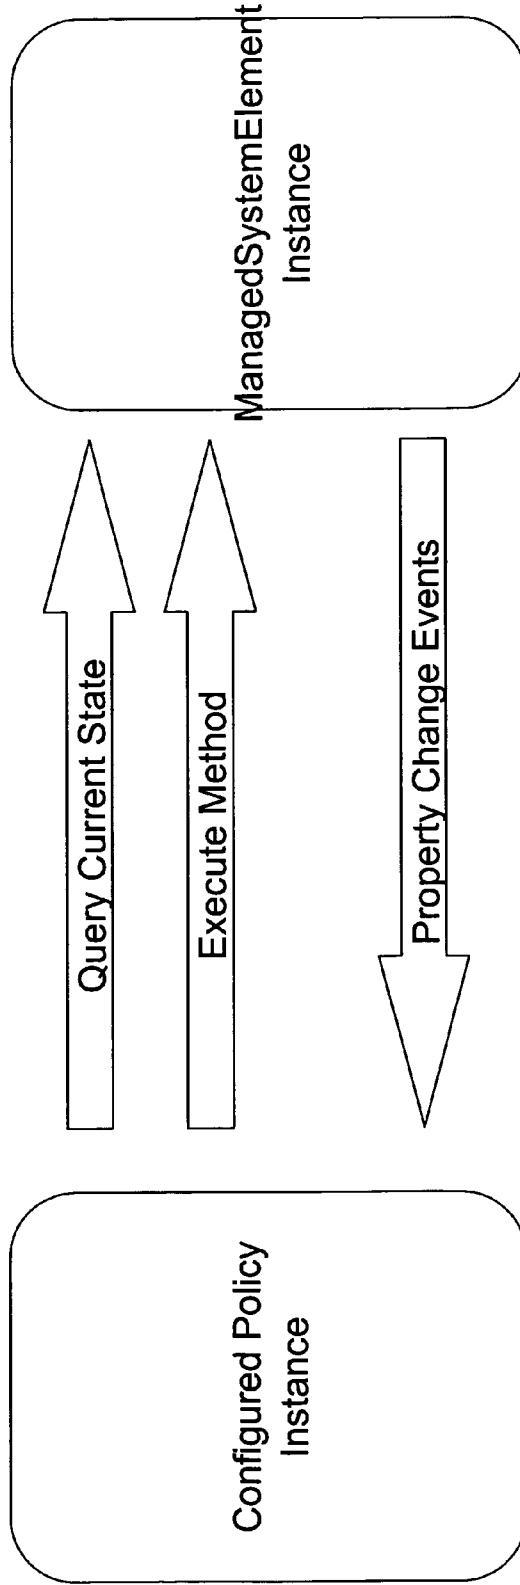 Configured Policy
Instance
Query Current State
Execute Method
Property Change Events
ManagedSystemElement
Instance